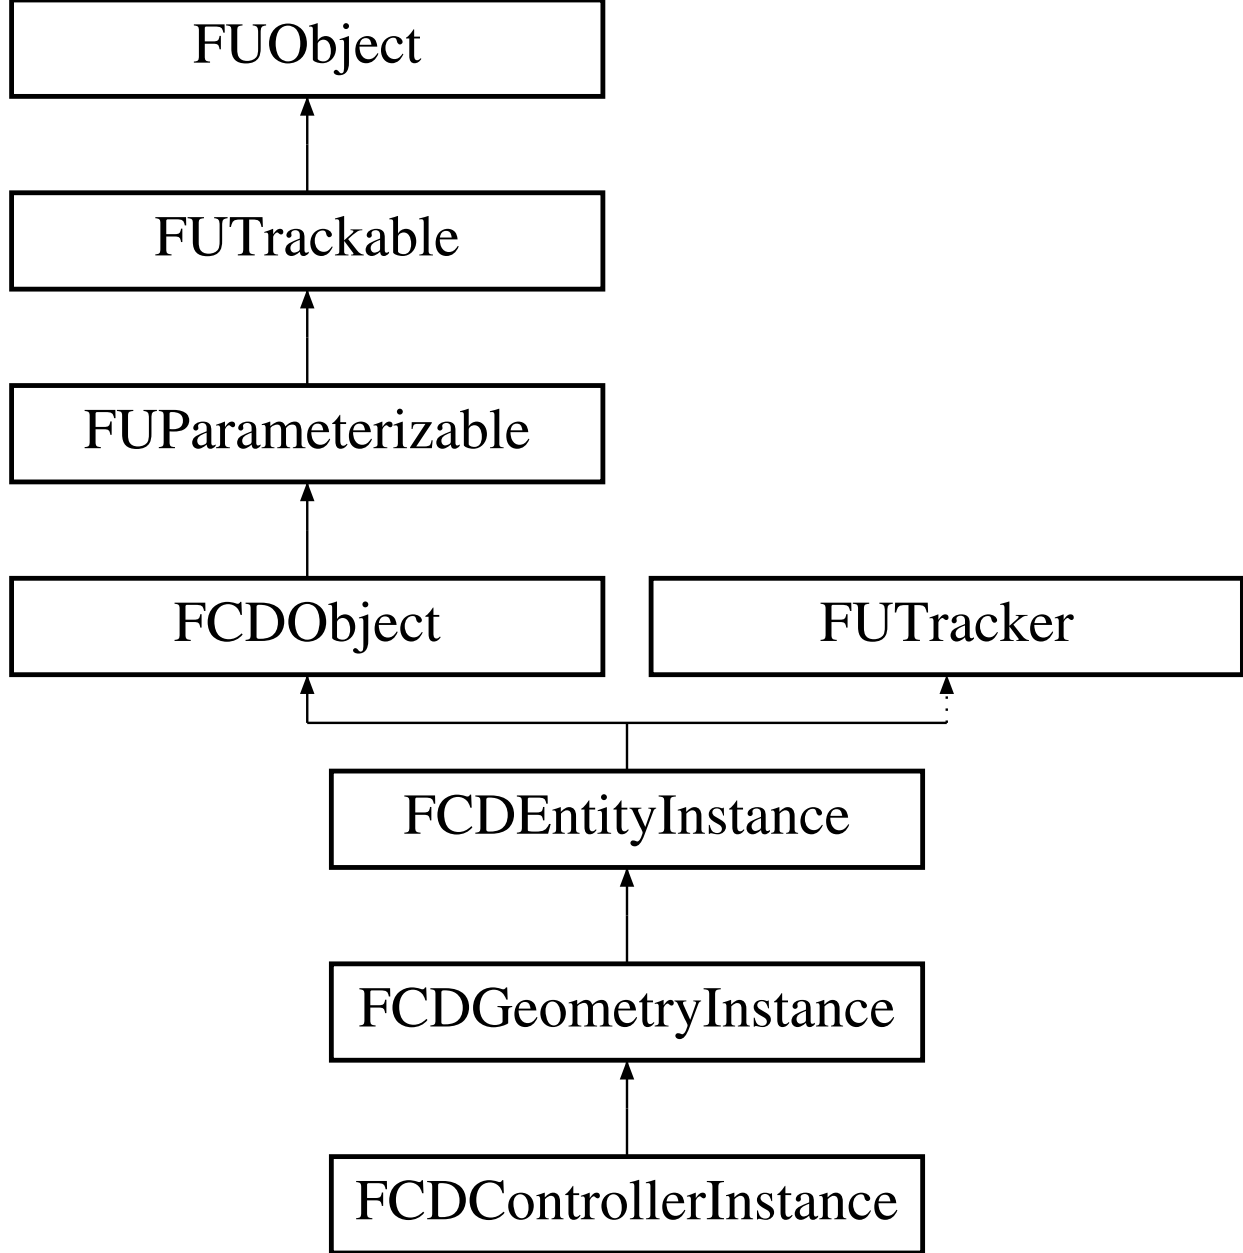 FUObject
FUTrackable
FUParameterizable
FCDObject
FUTracker
FCDEntityInstance
FCDGeometryInstance
FCDControllerInstance